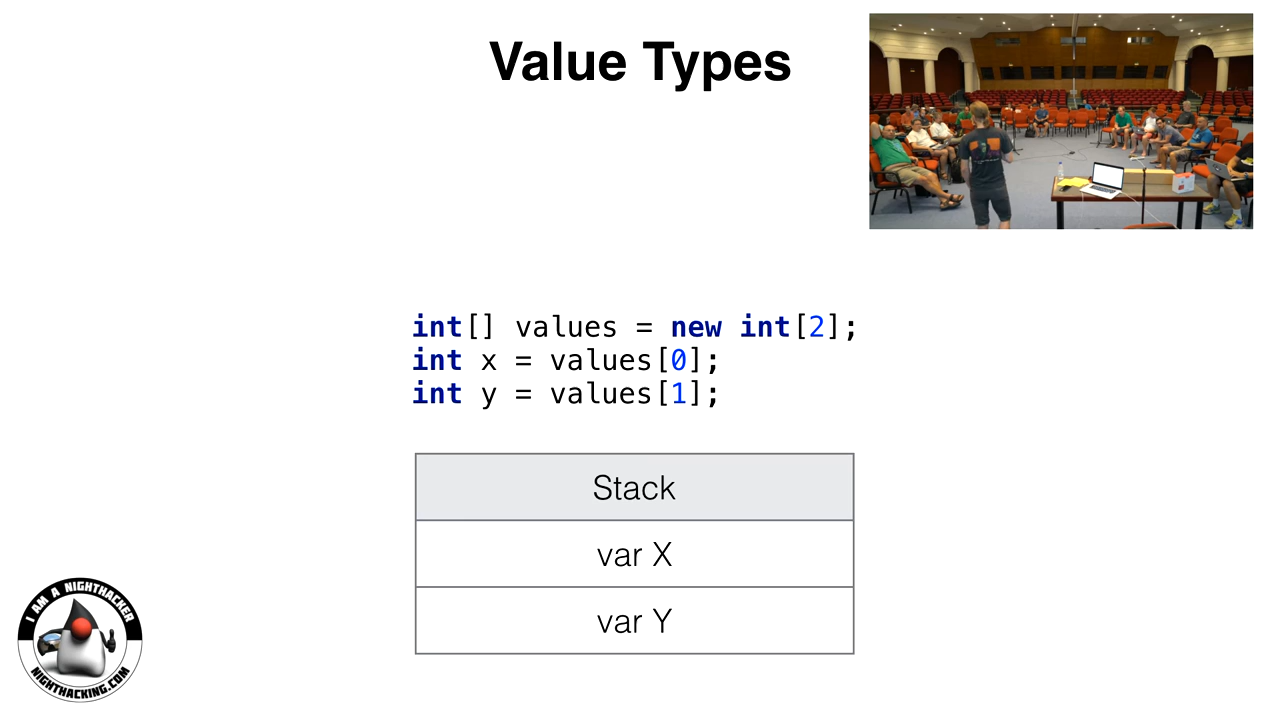 Value Types
int[] values = new int[2];
int x = values[0];
int y = values[1];
Stack
var X
var Y
I AM A NIGHTHACKER
NIGHTHACKING.COM